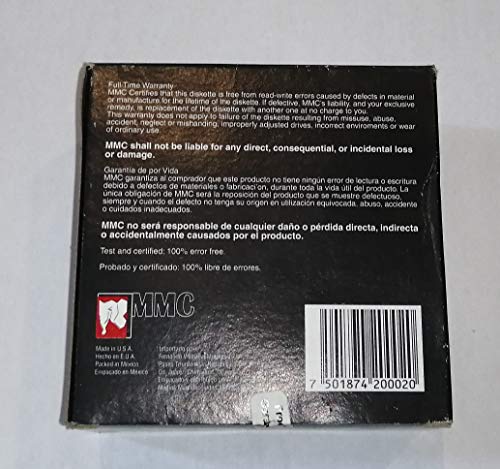 Full-Time Warranty
MMC Certifies that this diskette is free from read-write errors caused by defects in material
or manufacture for the lifetime of the diskette. If defective, MMC's liability, and your exclusive
remedy, is replacement of the diskette with another one at no charge to you.
This warranty does not apply to failure of the diskette resulting from missuse, abuse,
accident, neglect or mishanding, improperly adjusted drives, incorrect enviroments or wear
of ordinary use.
MMC shall not be liable for any direct, consequential, or incidental loss
or damage.
Garantía de por Vida
MMC garantiza al comprador que este producto no tiene ningún error de lectura o escritura
debido a defectos de materiales o fabricación, durante toda la vida útil del producto. La
única obligación de MMC será la reposición del producto que se muestre defectuoso,
siempre y cuando el defecto no tenga su origen en utilización equivocada, abuso, accidente
o cuidados inadecuados.
MMC no será responsable de cualquier daño o pérdida directa, indirecta
o accidentalmente causados por el producto.
Test and certified: 100% error free.
Probado y certificado: 100% libre de errores.
MMC
Made in U.S.A.
Hecho en E.U.A.
Packed in Mexico
Empacado en México
Importado por:
7 501874 200020